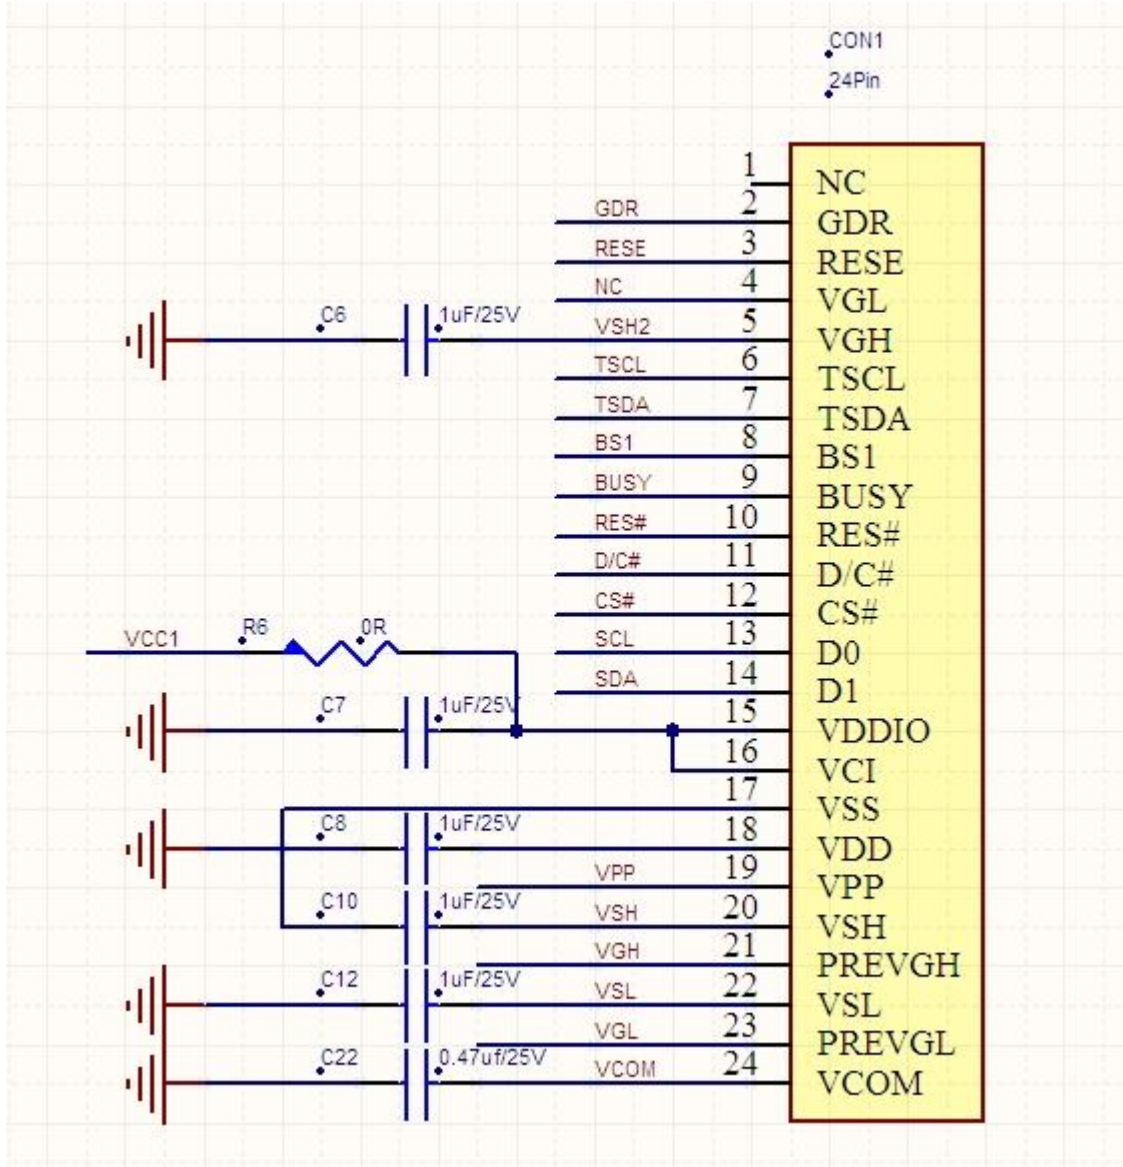 CON1
24Pin
1 NC
GDR 2 GDR
RESE 3 RESE
NC 4 VGL
C6 1uF/25V VSH2 5 VGH
TSCL 6 TSCL
TSDA 7 TSDA
BS1 8 BS1
BUSY 9 BUSY
RES# 10 RES#
D/C# 11 D/C#
CS# 12 CS#
VCC1 R6 0R SCL 13 D0
SDA 14 D1
C7 1uF/25V 15 VDDIO
16 VCI
17 VSS
C8 1uF/25V 18 VDD
VPP 19 VPP
C10 1uF/25V VSH 20 VSH
VGH 21 PREVGH
C12 1uF/25V VSL 22 VSL
VGL 23 PREVGL
C22 0.47uf/25V VCOM 24 VCOM